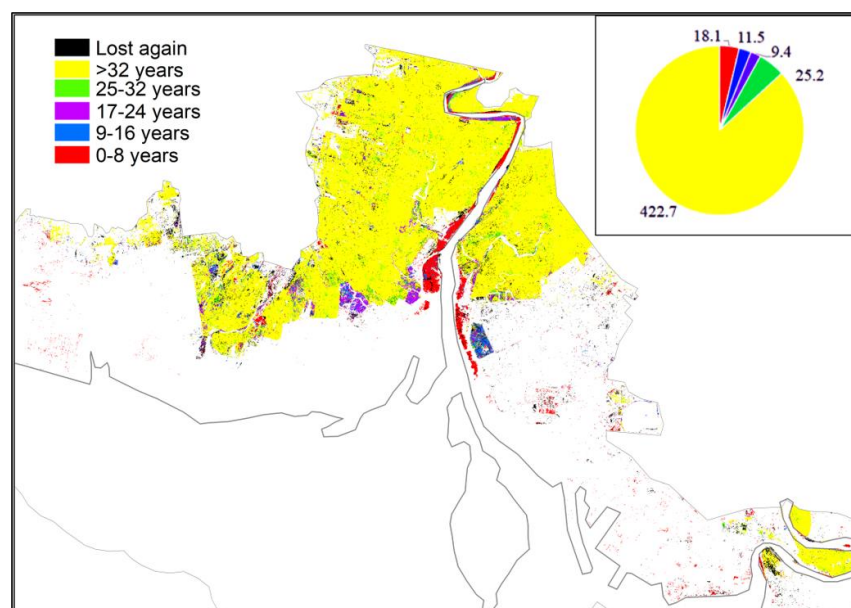 Lost again
>32 years
25-32 years
17-24 years
9-16 years
0-8 years
18.1
11.5
9.4
25.2
422.7